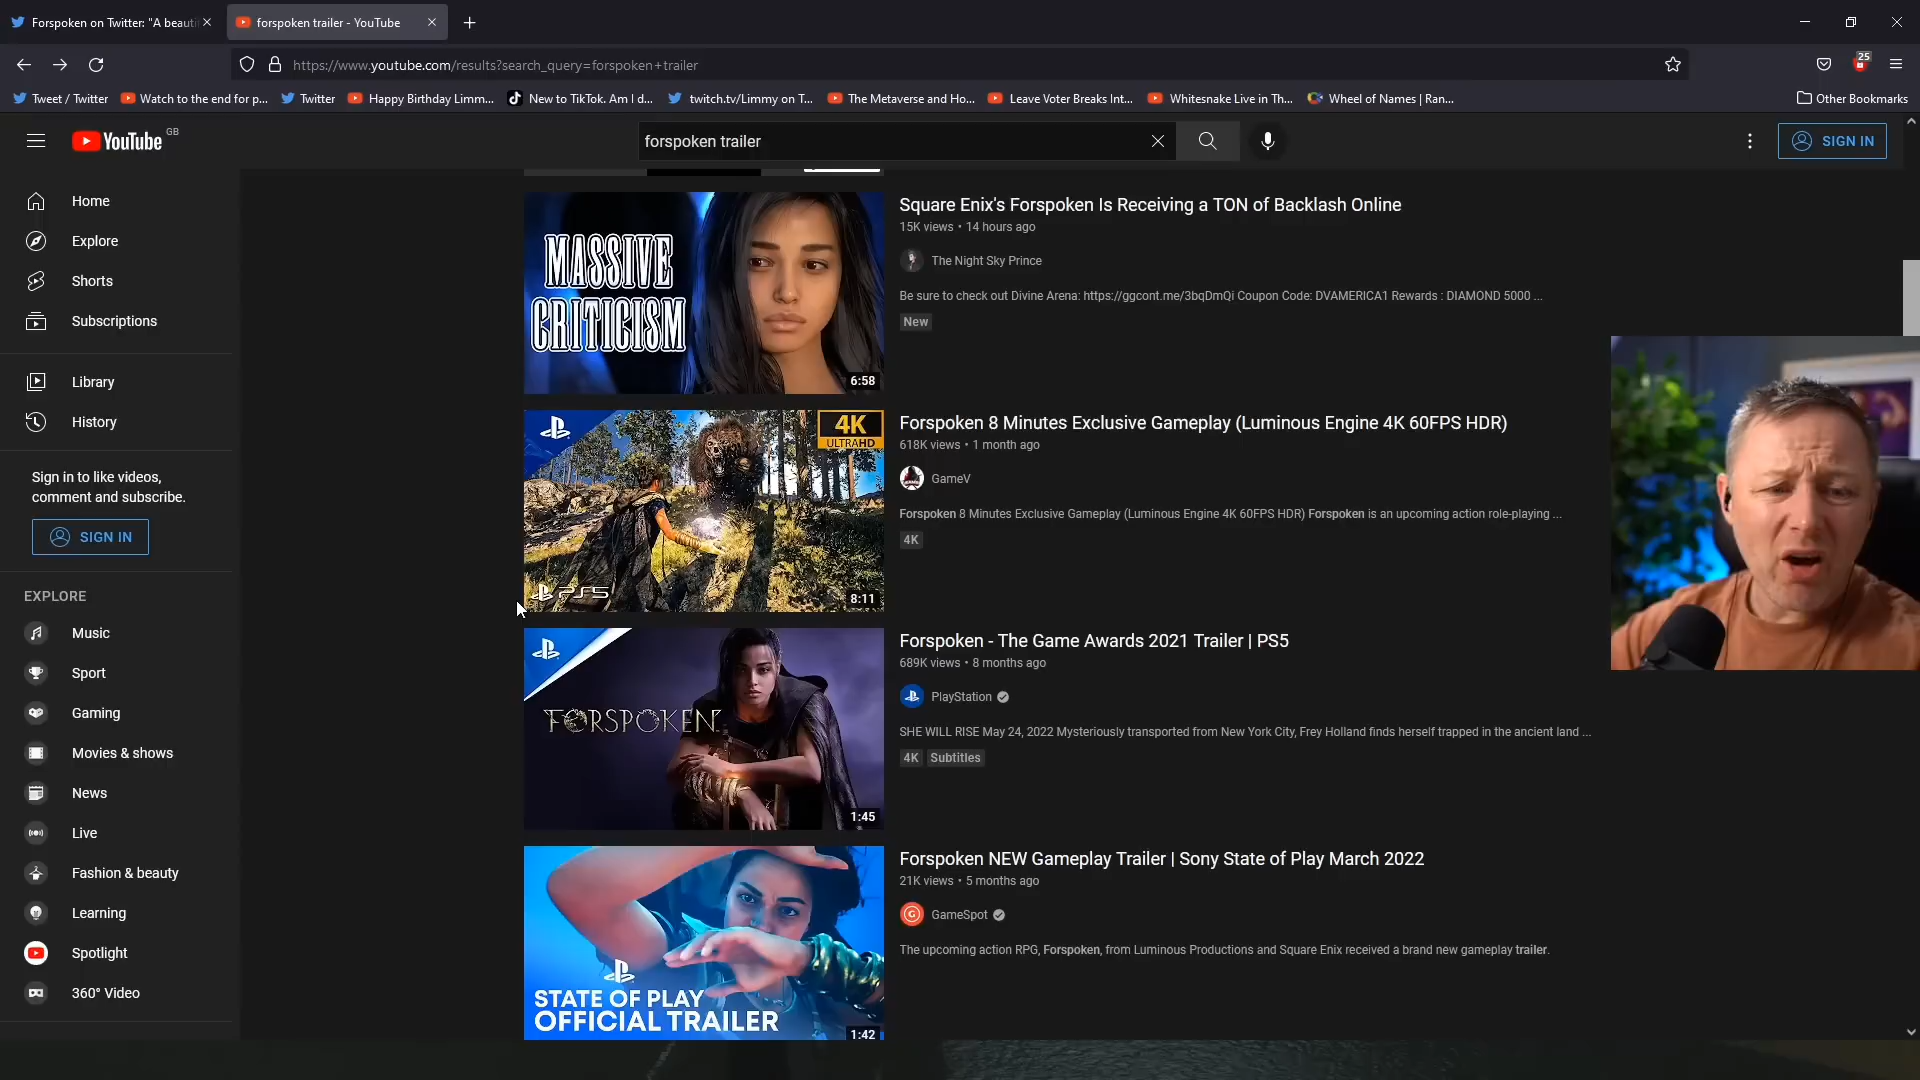 Forspoken on Twitter: "A beauti
forspoken trailer - YouTube
https://www.youtube.com/results?search_query=forspoken+trailer
25
Tweet / Twitter
Watch to the end for p...
Twitter
Happy Birthday Limm...
New to TikTok. Am I d...
twitch.tv/Limmy on T...
The Metaverse and Ho...
Leave Voter Breaks Int...
Whitesnake Live in Th...
Wheel of Names | Ran...
Other Bookmarks
YouTube GB
forspoken trailer
SIGN IN
Home
Explore
Shorts
Subscriptions
Library
History
Sign in to like videos,
comment and subscribe.
SIGN IN
EXPLORE
Music
Sport
Gaming
Movies & shows
News
Live
Fashion & beauty
Learning
Spotlight
360° Video
MASSIVE
CRITICISM
6:58
Square Enix's Forspoken Is Receiving a TON of Backlash Online
15K views • 14 hours ago
The Night Sky Prince
Be sure to check out Divine Arena: https://ggcont.me/3bqDmQi Coupon Code: DVAMERICA1 Rewards : DIAMOND 5000 ...
New
4K
ULTRAHD
PS5
8:11
Forspoken 8 Minutes Exclusive Gameplay (Luminous Engine 4K 60FPS HDR)
618K views • 1 month ago
GameV
Forspoken 8 Minutes Exclusive Gameplay (Luminous Engine 4K 60FPS HDR) Forspoken is an upcoming action role-playing ...
4K
FORSPOKEN
1:45
Forspoken - The Game Awards 2021 Trailer | PS5
689K views • 8 months ago
PlayStation
SHE WILL RISE May 24, 2022 Mysteriously transported from New York City, Frey Holland finds herself trapped in the ancient land ...
4K Subtitles
STATE OF PLAY
OFFICIAL TRAILER
1:42
Forspoken NEW Gameplay Trailer | Sony State of Play March 2022
21K views • 5 months ago
GameSpot
The upcoming action RPG, Forspoken, from Luminous Productions and Square Enix received a brand new gameplay trailer.